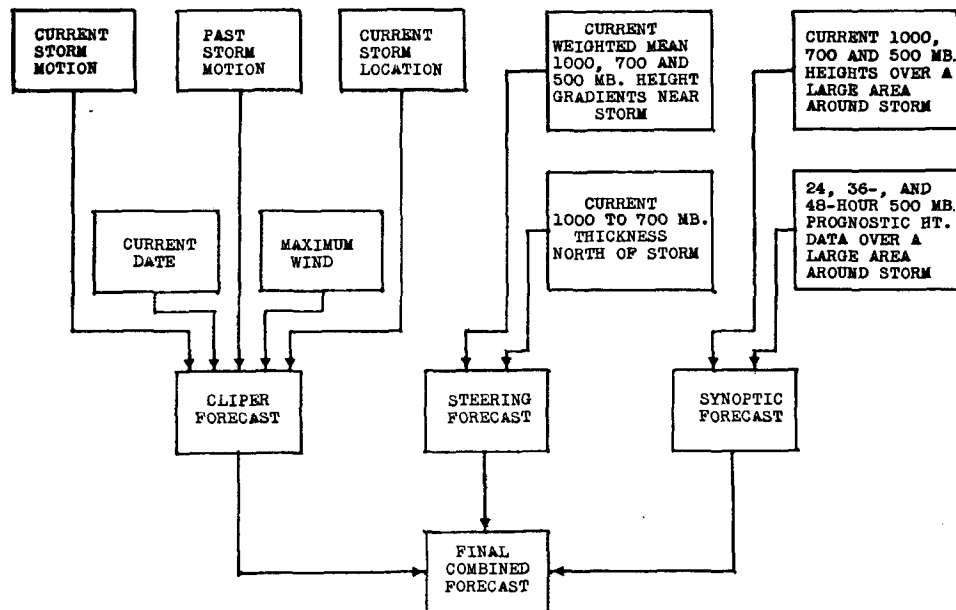 CURRENT
STORM
MOTION
PAST
STORM
MOTION
CURRENT
STORM
LOCATION
CURRENT
WEIGHTED MEAN
1000, 700 AND
500 MB. HEIGHT
GRADIENTS NEAR
STORM
CURRENT 1000,
700 AND 500 MB.
HEIGHTS OVER A
LARGE AREA
AROUND STORM
CURRENT
DATE
MAXIMUM
WIND
CURRENT
1000 TO 700 MB.
THICKNESS
NORTH OF STORM
24, 36-, AND
48-HOUR 500 MB.
PROGNOSTIC HT.
DATA OVER A
LARGE AREA
AROUND STORM
CLIPER
FORECAST
STEERING
FORECAST
SYNOPTIC
FORECAST
FINAL
COMBINED
FORECAST